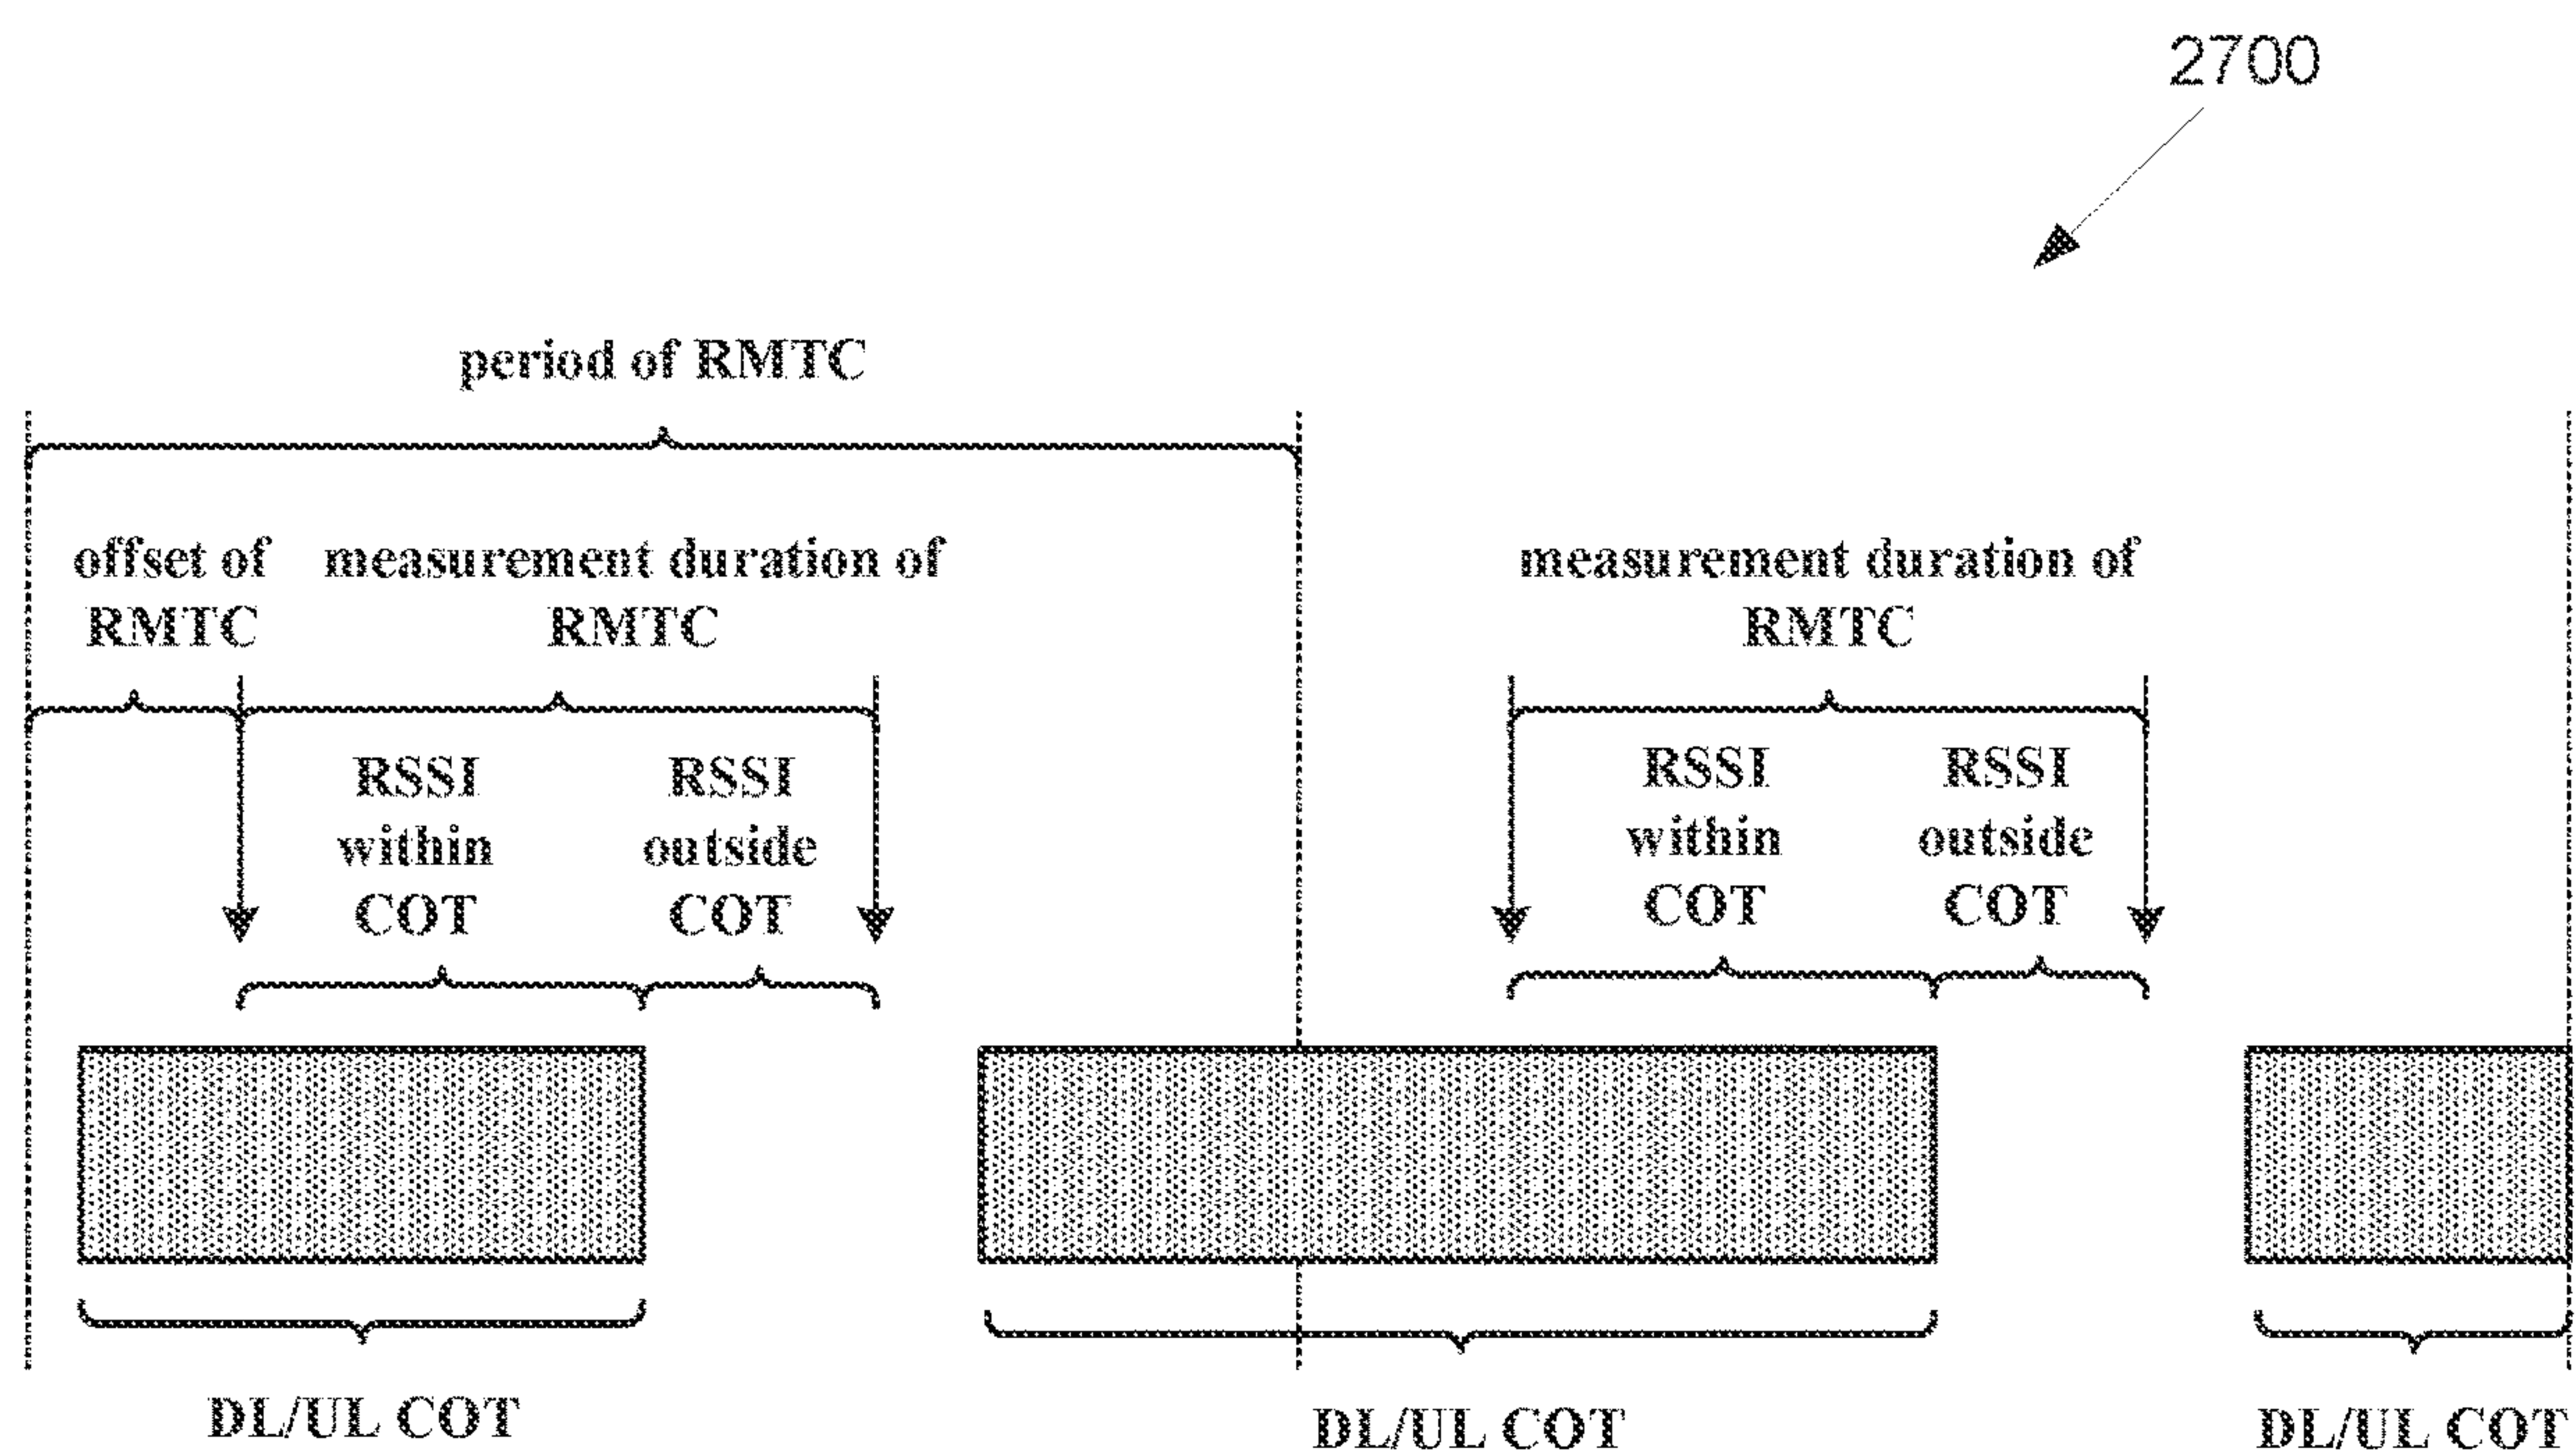 2700
period of RMTC
offset of
RMTC
measurement duration of
RMTC
measurement duration of
RMTC
RSSI
within
COT
RSSI
outside
COT
RSSI
within
COT
RSSI
outside
COT
DL/UL COT
DL/UL COT
DL/UL COT